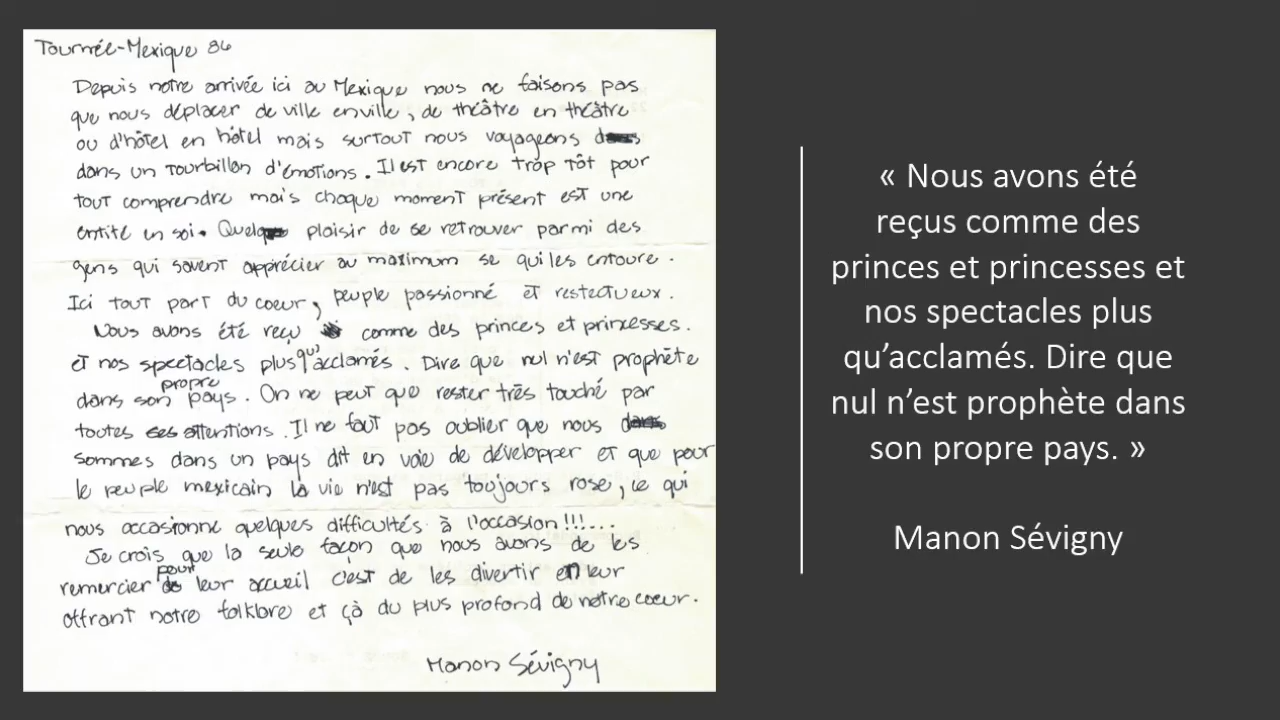 Tournée-Mexique 86
Depuis notre arrivée ici au Mexique nous ne faisons pas
que nous déplacer de ville en ville, de théâtre en théâtre
ou d'hôtel en hôtel mais surtout nous voyageons
dans un tourbillon d'émotions. Il est encore trop tôt pour
tout comprendre mais chaque moment présent est une
entité en soi. Quel plaisir de se retrouver parmi des
gens qui savent apprécier au maximum se qui les entoure.
Ici tout part du coeur, peuple passionné et restectueux.
Nous avons été reçu comme des princes et princesses.
et nos spectacles plus qu'acclamés. Dire que nul n'est prophète
dans son propre pays. On ne peut que rester très touché par
toutes ses attentions. Il ne faut pas oublier que nous
sommes dans un pays dit en voie de développer et que pour
le peuple mexicain la vie n'est pas toujours rose, ce qui
nous occasionne quelques difficultés à l'occasion!!!...
Je crois que la seule façon que nous avons de les
remercier pour leur accueil c'est de les divertir en leur
offrant notre folklore et çà du plus profond de notre coeur.
Manon Sévigny
« Nous avons été
reçus comme des
princes et princesses et
nos spectacles plus
qu'acclamés. Dire que
nul n'est prophète dans
son propre pays. »
Manon Sévigny